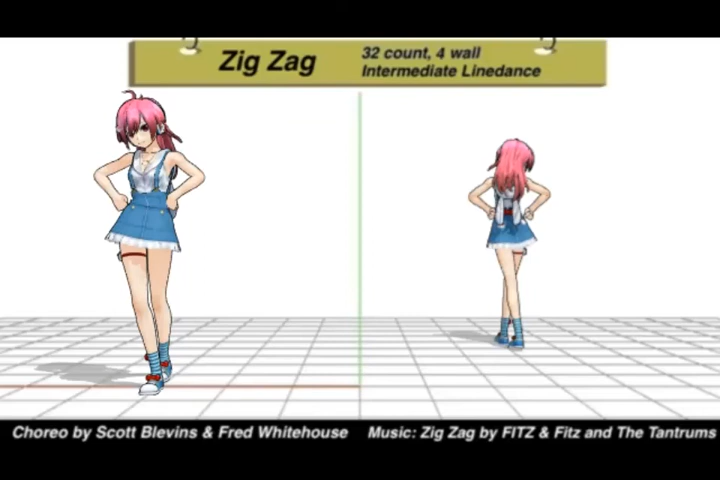 Zig Zag
32 count, 4 wall
Intermediate Linedance
Choreo by Scott Blevins & Fred Whitehouse
Music: Zig Zag by FITZ & Fitz and The Tantrums